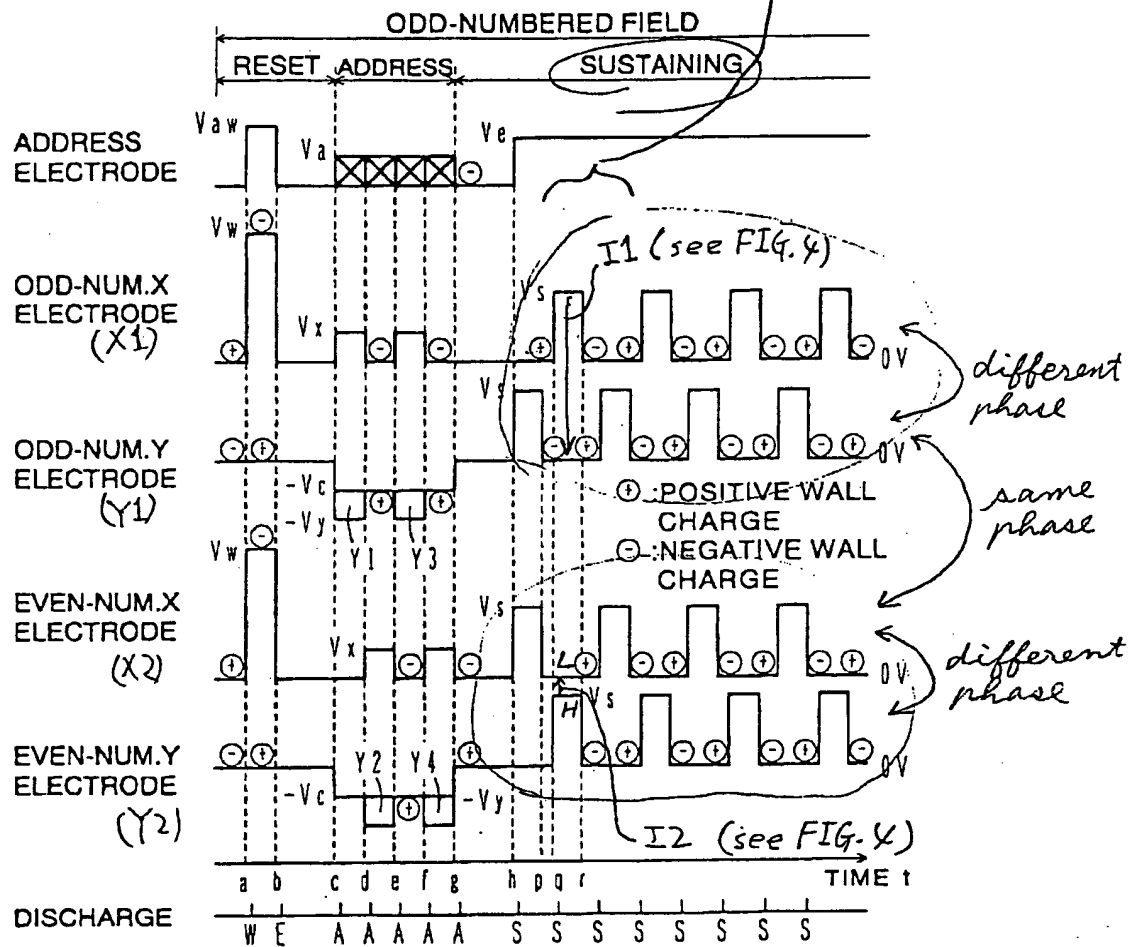 ODD-NUMBERED FIELD
RESET ADDRESS SUSTAINING
Vaw
ADDRESS
ELECTRODE
Va
Ve
⊖
Vw ⊖
I1 (see FIG.4)
ODD-NUM.X
ELECTRODE
(X1)
Vx
Vs
⊕ ⊖ ⊖ ⊕ ⊖ ⊕ ⊖ ⊕ ⊖ ⊕ ⊖ 0V
different
phase
Vs
ODD-NUM.Y
ELECTRODE
(Y1)
⊖ ⊕ ⊖ ⊕ ⊖ ⊕ ⊖ ⊕ ⊖ ⊕ 0V
-Vc
-Vy
⊕ ⊕
Y1 Y3
⊕ :POSITIVE WALL
CHARGE
⊖ :NEGATIVE WALL
CHARGE
same
phase
Vw ⊖
EVEN-NUM.X
ELECTRODE
(X2)
Vx
Vs
⊕ ⊖ ⊖ L ⊕ ⊖ ⊕ ⊖ ⊕ ⊖ ⊕ 0V
different
phase
H Vs
EVEN-NUM.Y
ELECTRODE
(Y2)
⊖ ⊕ ⊕ ⊖ ⊕ ⊖ ⊕ ⊖ ⊕ ⊖ 0V
Y2 Y4
-Vc ⊕ -Vy
I2 (see FIG.4)
a b c d e f g h p q r TIME t
DISCHARGE
W E A A A A A S S S S S S S S